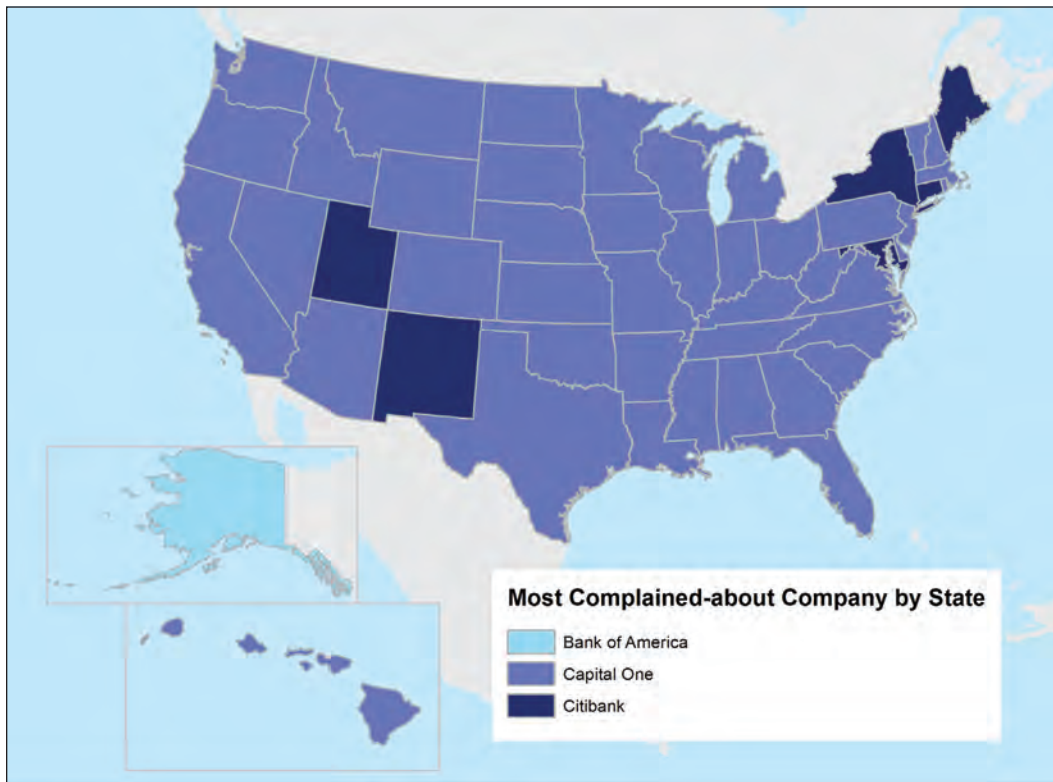 Most Complained-about Company by State
Bank of America
Capital One
Citibank